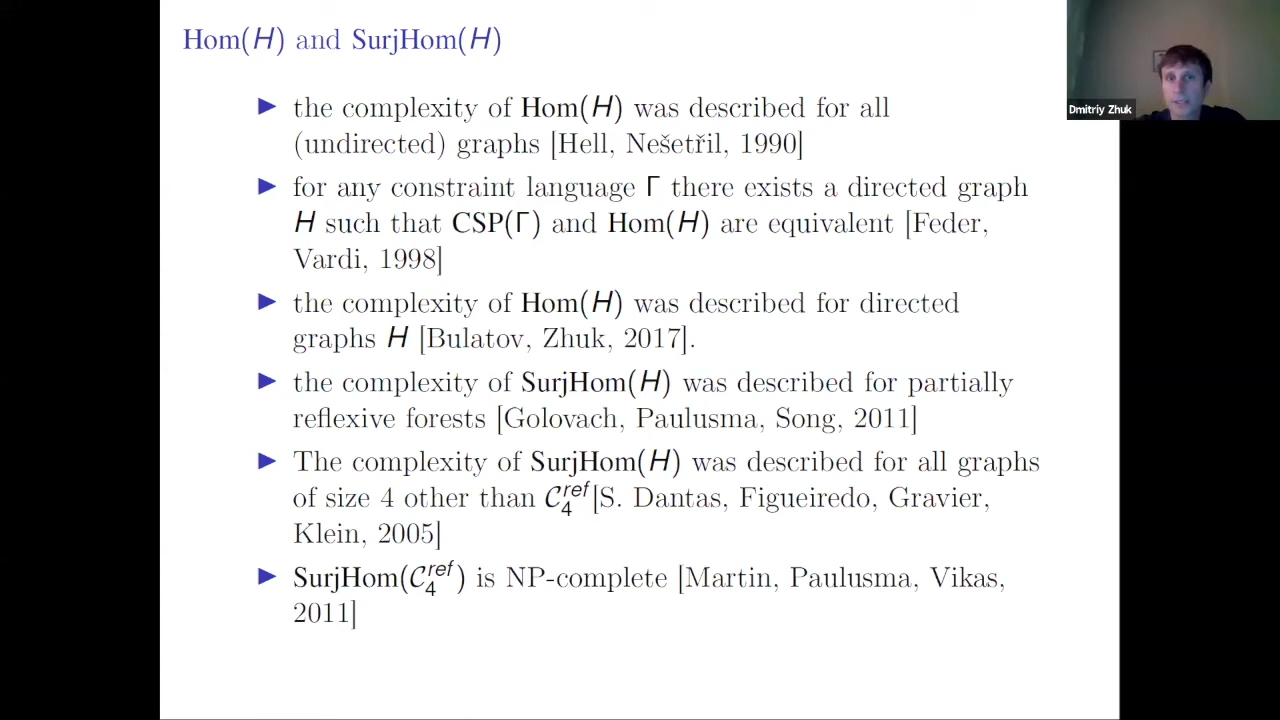 Hom(H) and SurjHom(H)
▶ the complexity of Hom(H) was described for all
(undirected) graphs [Hell, Nešetřil, 1990]
▶ for any constraint language Γ there exists a directed graph
H such that CSP(Γ) and Hom(H) are equivalent [Feder,
Vardi, 1998]
▶ the complexity of Hom(H) was described for directed
graphs H [Bulatov, Zhuk, 2017].
▶ the complexity of SurjHom(H) was described for partially
reflexive forests [Golovach, Paulusma, Song, 2011]
▶ The complexity of SurjHom(H) was described for all graphs
of size 4 other than 𝒞₄^ref[S. Dantas, Figueiredo, Gravier,
Klein, 2005]
▶ SurjHom(𝒞₄^ref) is NP-complete [Martin, Paulusma, Vikas,
2011]
Dmitriy Zhuk